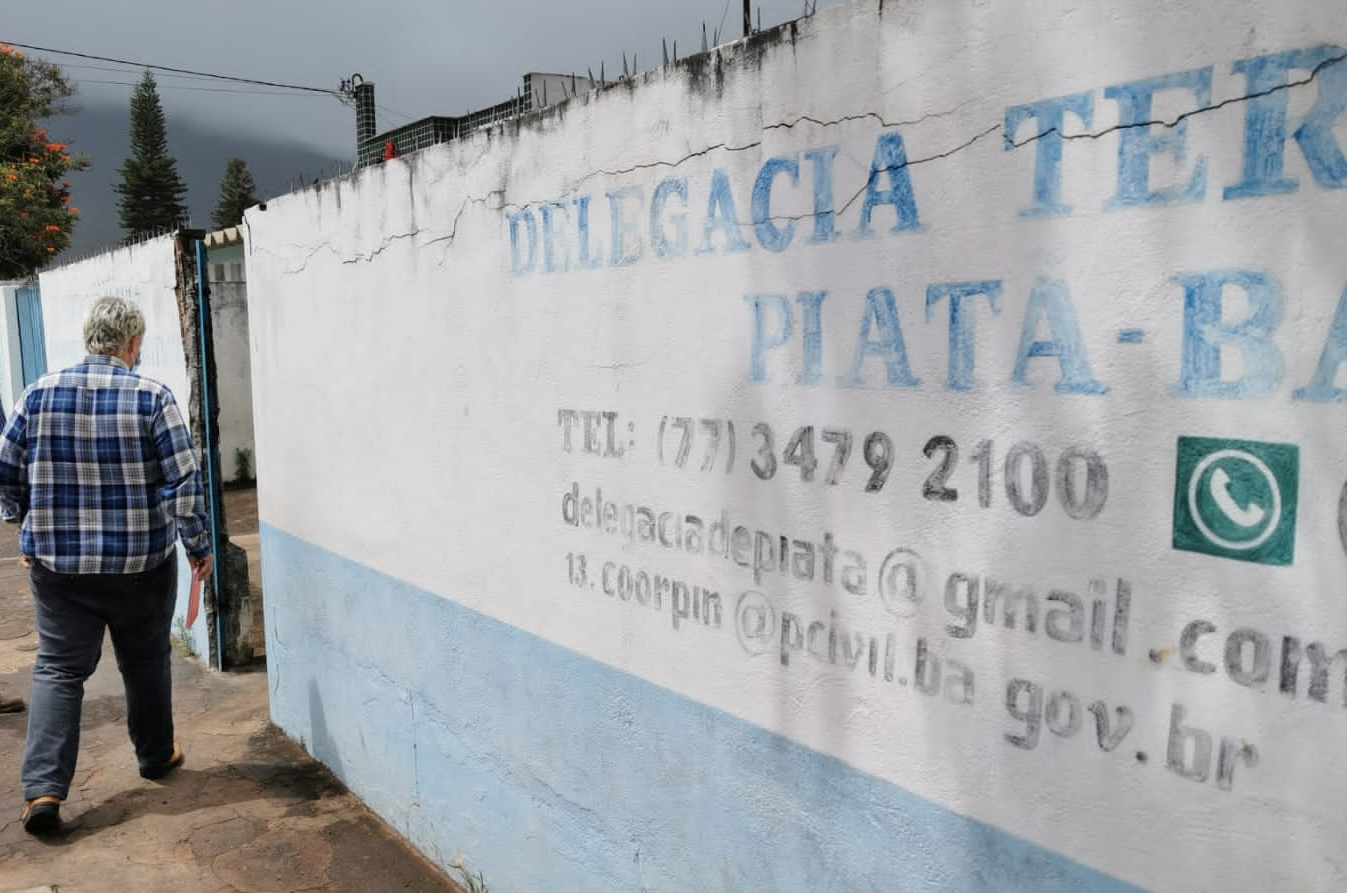 DELEGACIA TER
PIATÃ-BA
TEL: (77) 3479 2100
delegaciadepiata@gmail.com
13.coorpin@pcivil.ba.gov.br